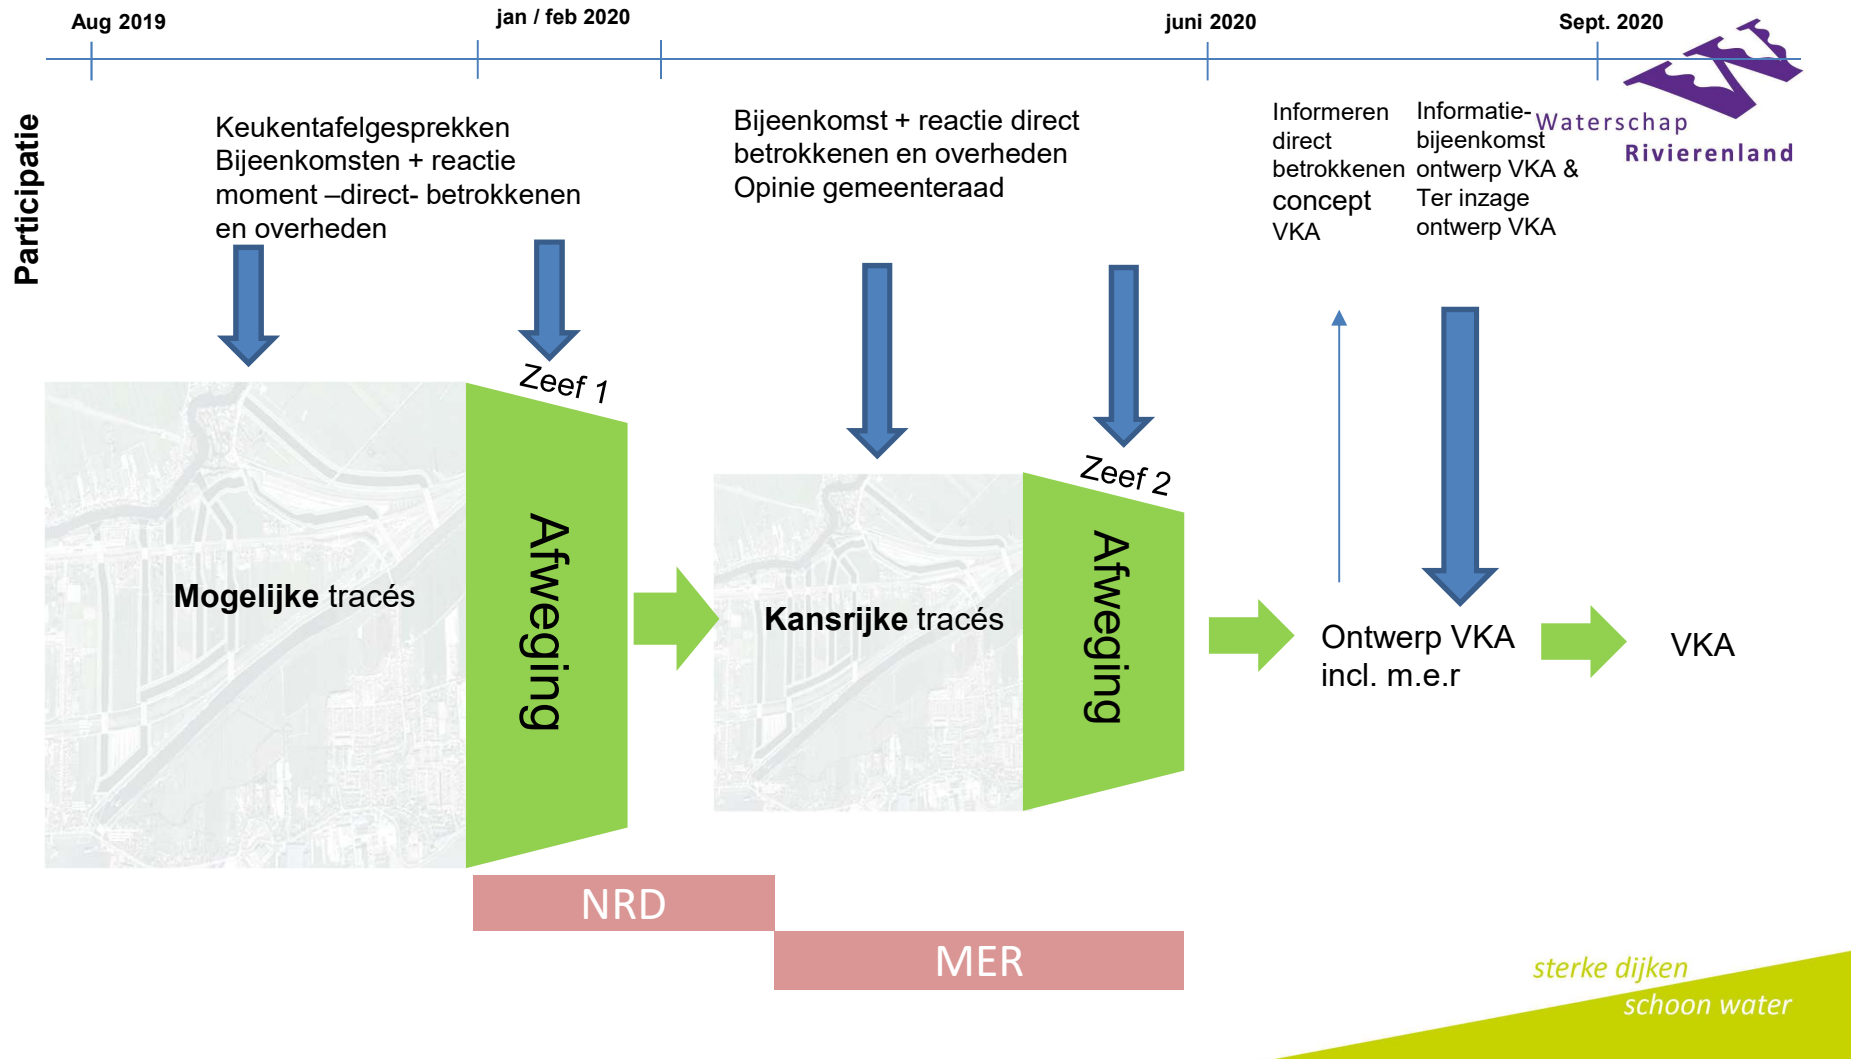 Aug 2019
jan / feb 2020
juni 2020
Sept. 2020
Participatie
Keukentafelgesprekken
Bijeenkomsten + reactie
moment –direct- betrokkenen
en overheden
Bijeenkomst + reactie direct
betrokkenen en overheden
Opinie gemeenteraad
Informeren
direct
betrokkenen
concept
VKA
Informatie-
bijeenkomst
ontwerp VKA &
Ter inzage
ontwerp VKA
Waterschap
Rivierenland
Zeef 1
Afweging
Mogelijke tracés
Zeef 2
Afweging
Kansrijke tracés
Ontwerp VKA
incl. m.e.r
VKA
NRD
MER
sterke dijken
schoon water